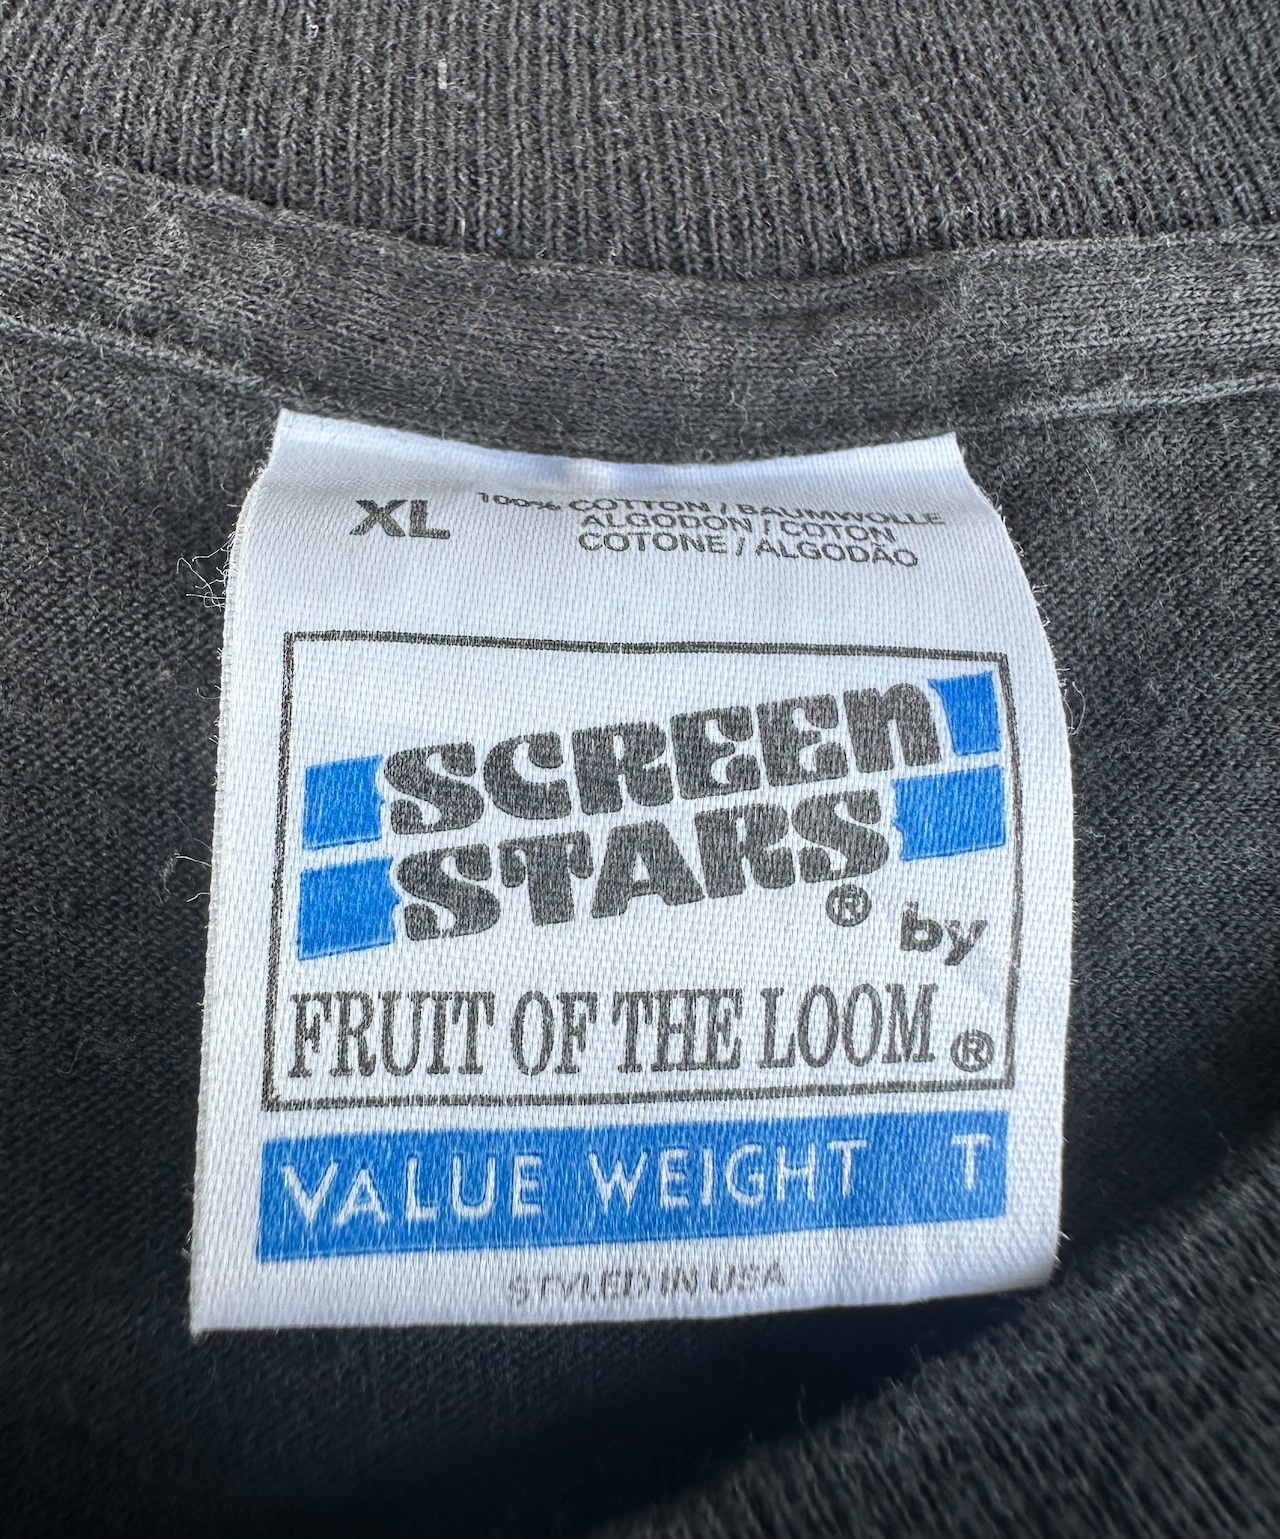 XL
100% COTTON / BAUMWOLLE
ALGODON / COTON
COTONE / ALGODÃO
SCREEN
STARS® by
FRUIT OF THE LOOM®
VALUE WEIGHT T
STYLED IN USA